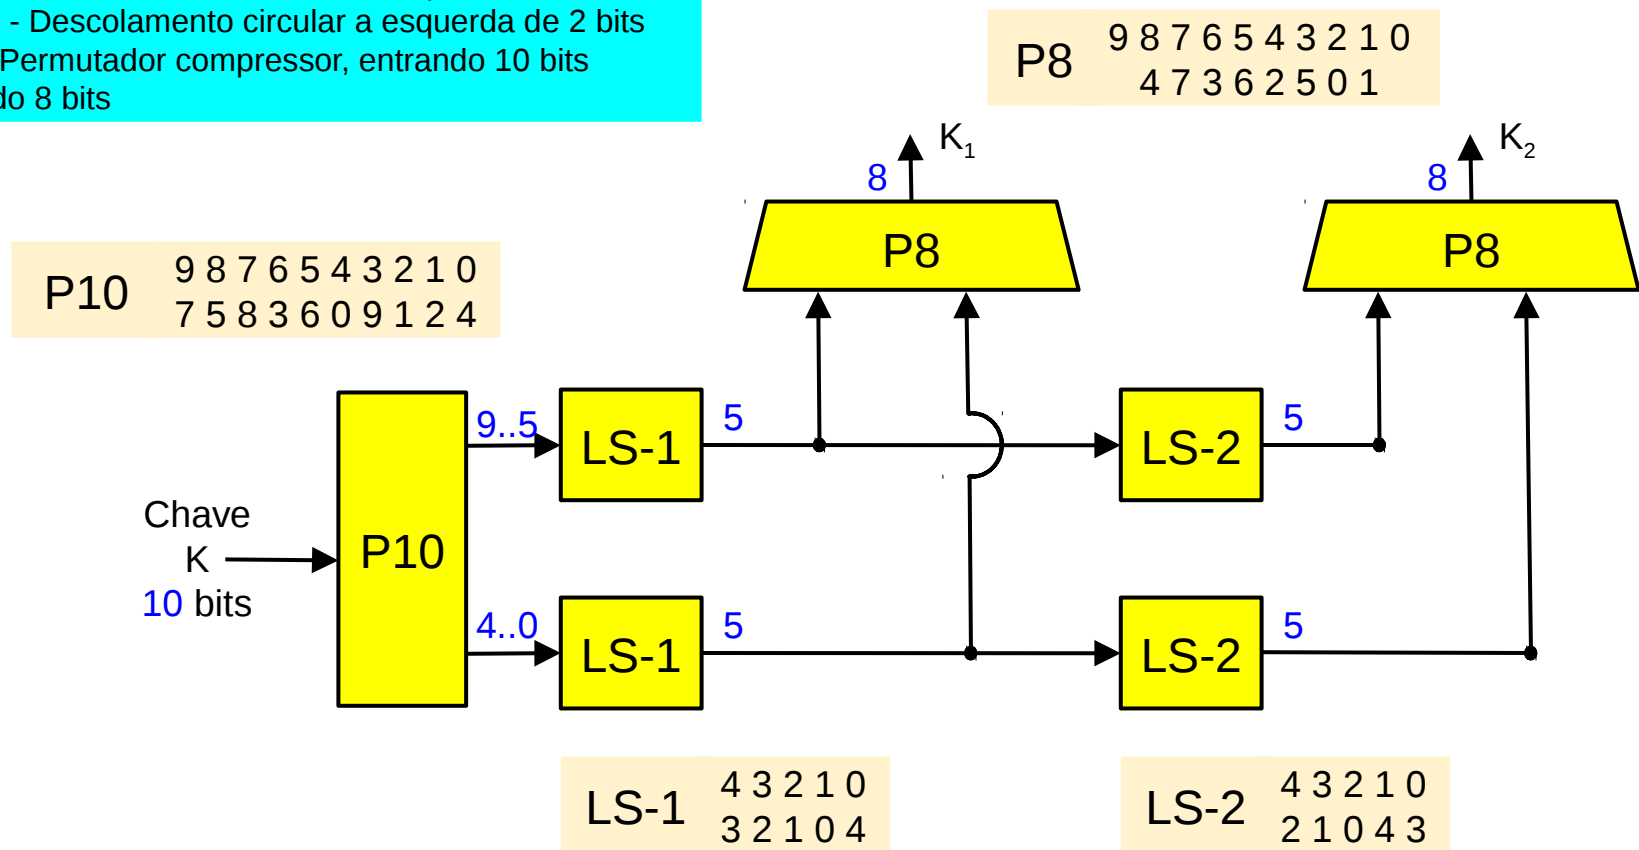 - Descolamento circular a esquerda de 2 bits
Permutador compressor, entrando 10 bits
do 8 bits
P8
9 8 7 6 5 4 3 2 1 0
4 7 3 6 2 5 0 1
K1
K2
8
8
P8
P8
P10
9 8 7 6 5 4 3 2 1 0
7 5 8 3 6 0 9 1 2 4
9..5
LS-1
5
LS-2
5
Chave
K
10 bits
P10
4..0
LS-1
5
LS-2
5
LS-1
4 3 2 1 0
3 2 1 0 4
LS-2
4 3 2 1 0
2 1 0 4 3